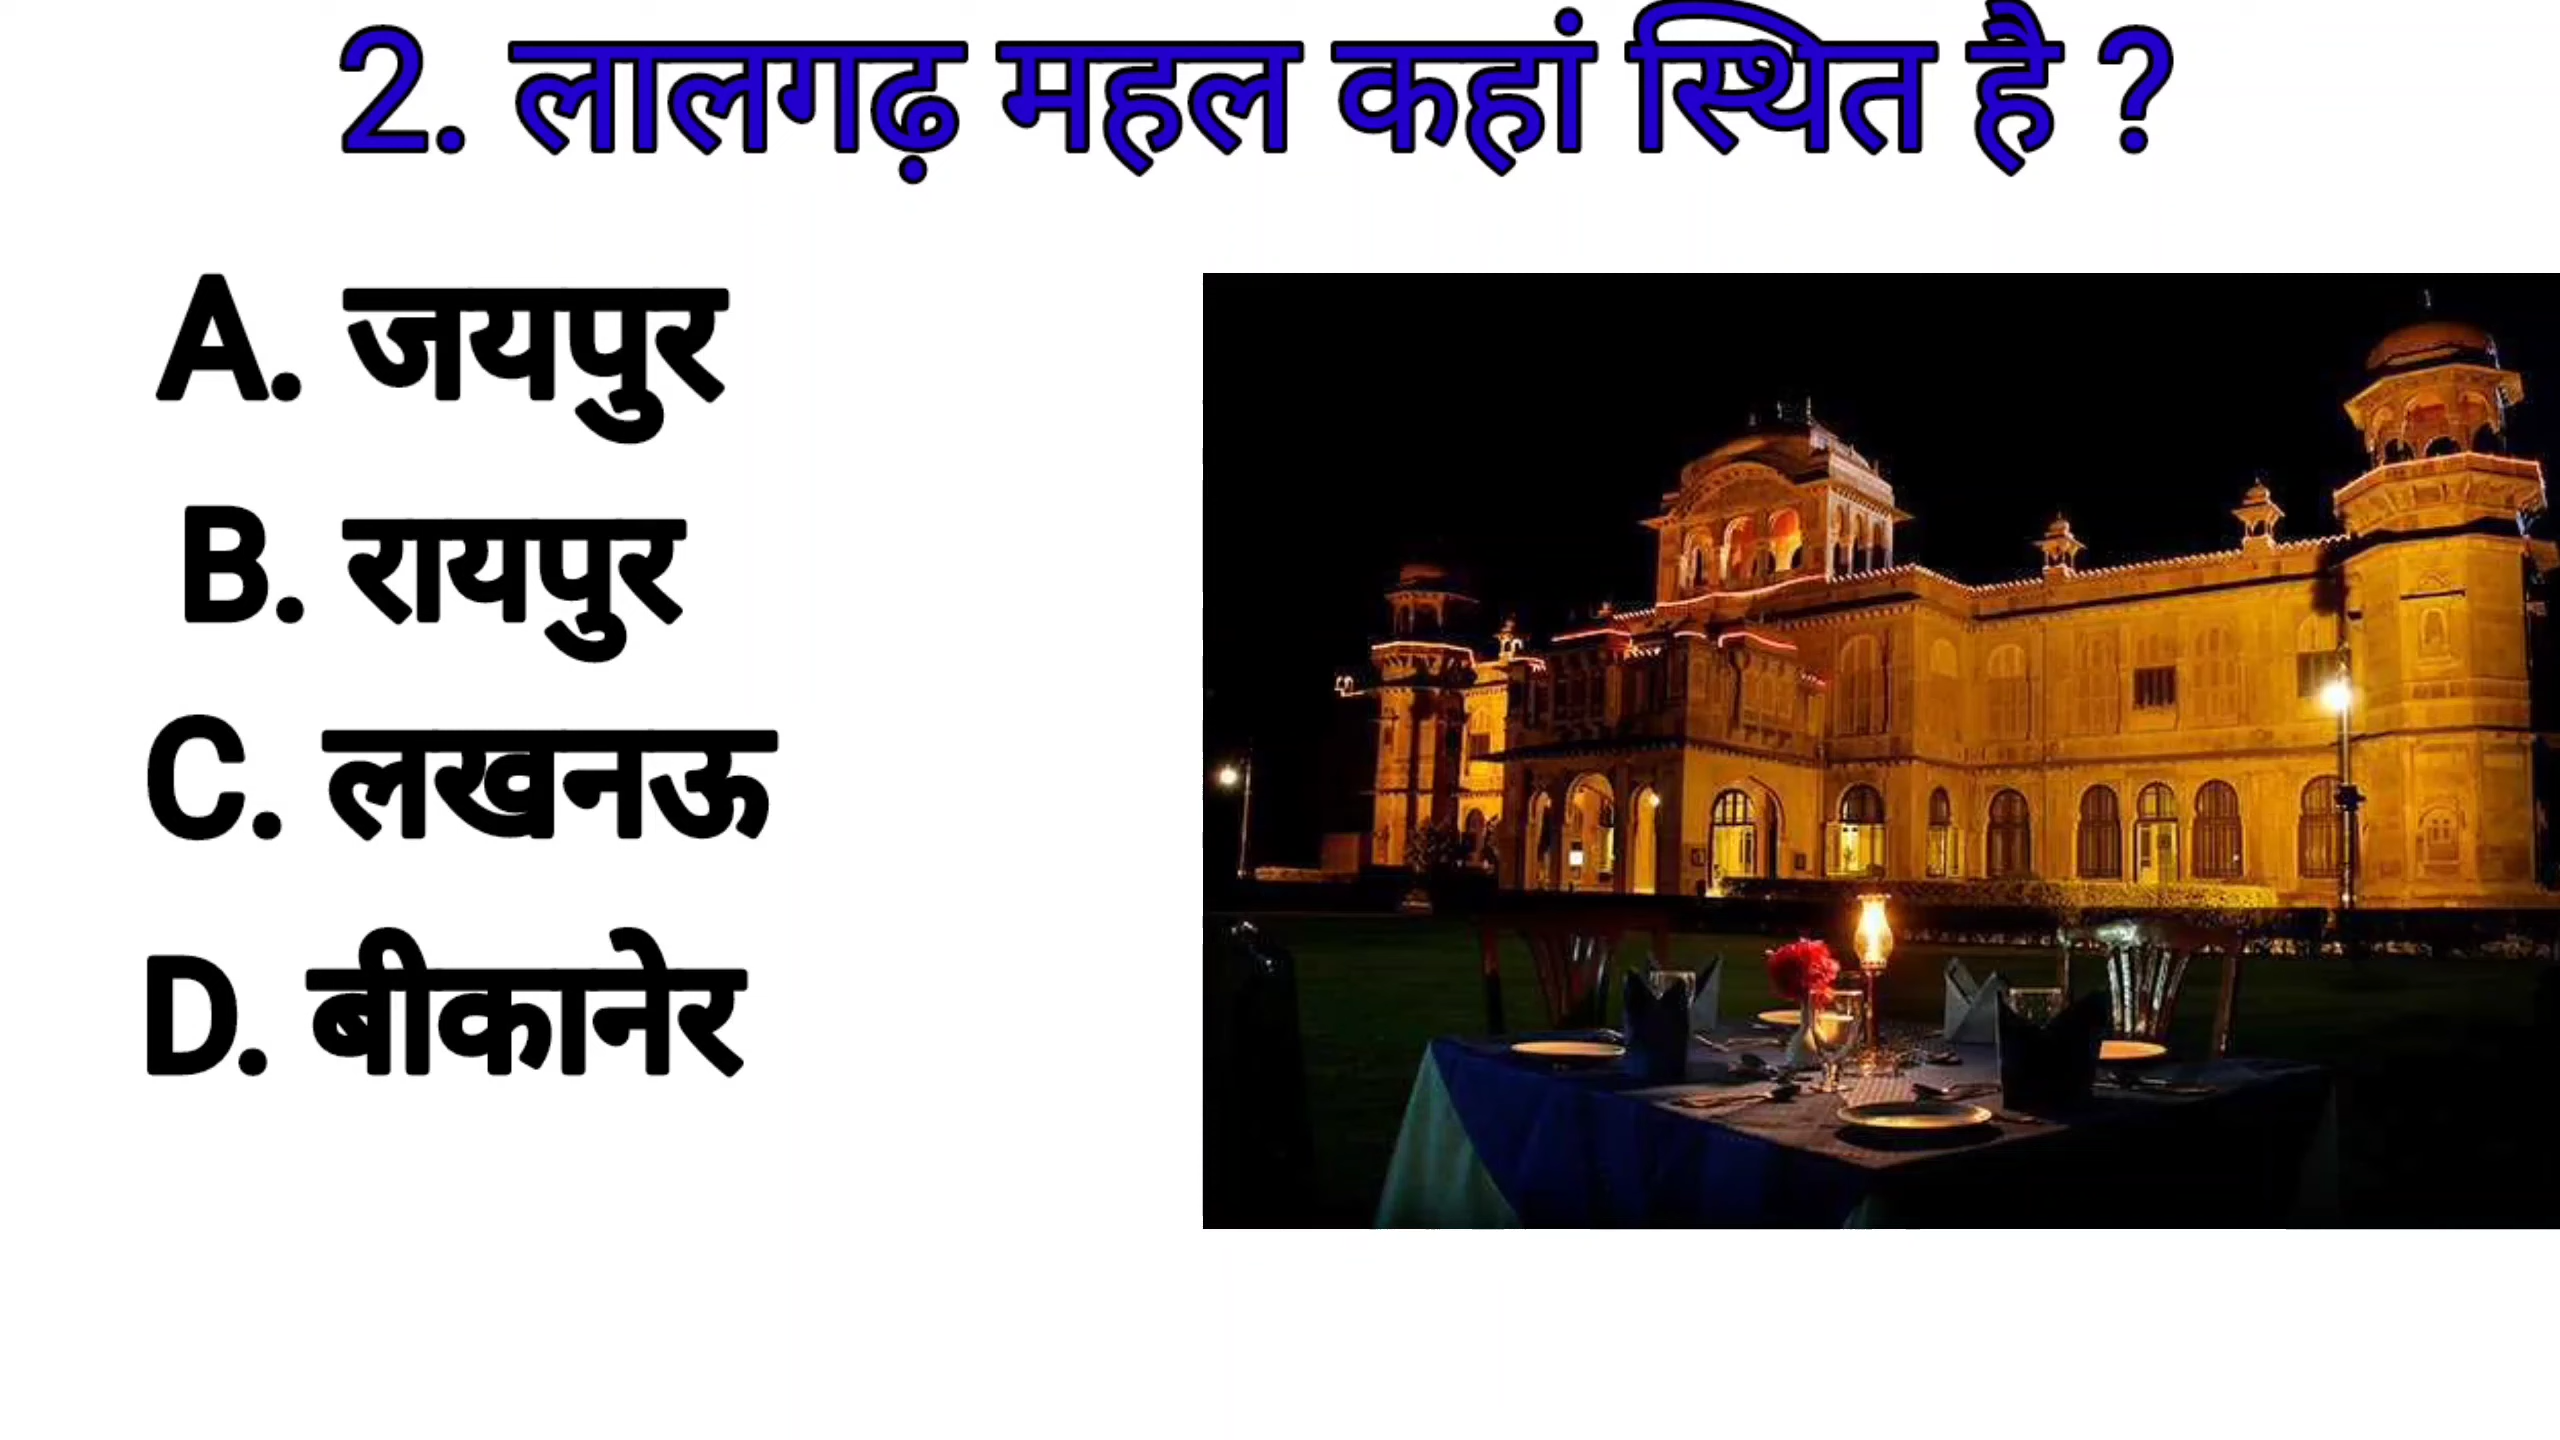 2. लालगढ़ महल कहां स्थित है ?
A. जयपुर
B. रायपुर
C. लखनऊ
D. बीकानेर